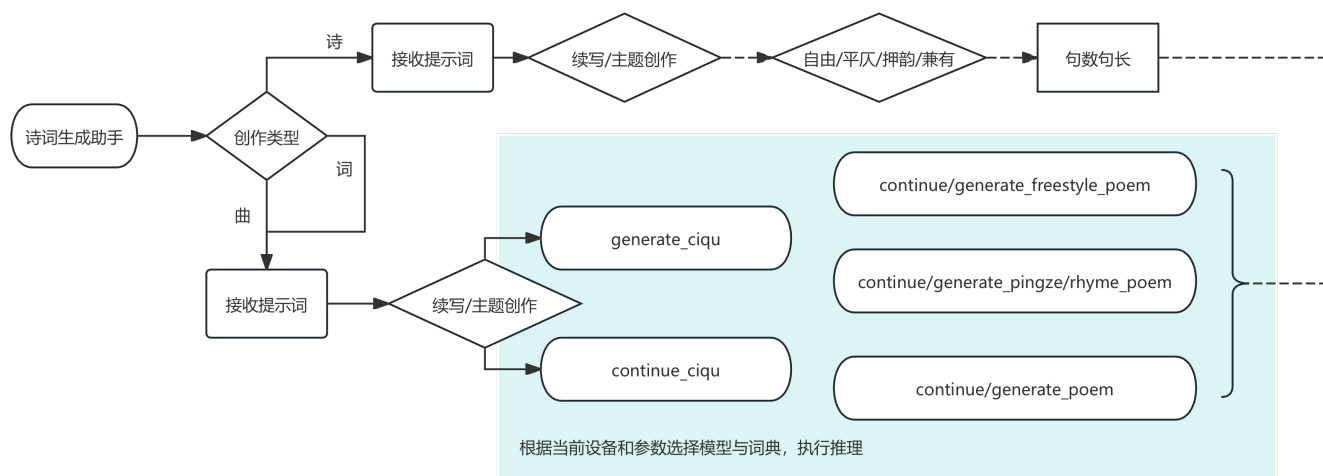 诗词生成助手
创作类型
诗
接收提示词
续写/主题创作
自由/平仄/押韵/兼有
句数句长
词
曲
接收提示词
续写/主题创作
generate_ciqu
continue_ciqu
continue/generate_freestyle_poem
continue/generate_pingze/rhyme_poem
continue/generate_poem
根据当前设备和参数选择模型与词典，执行推理